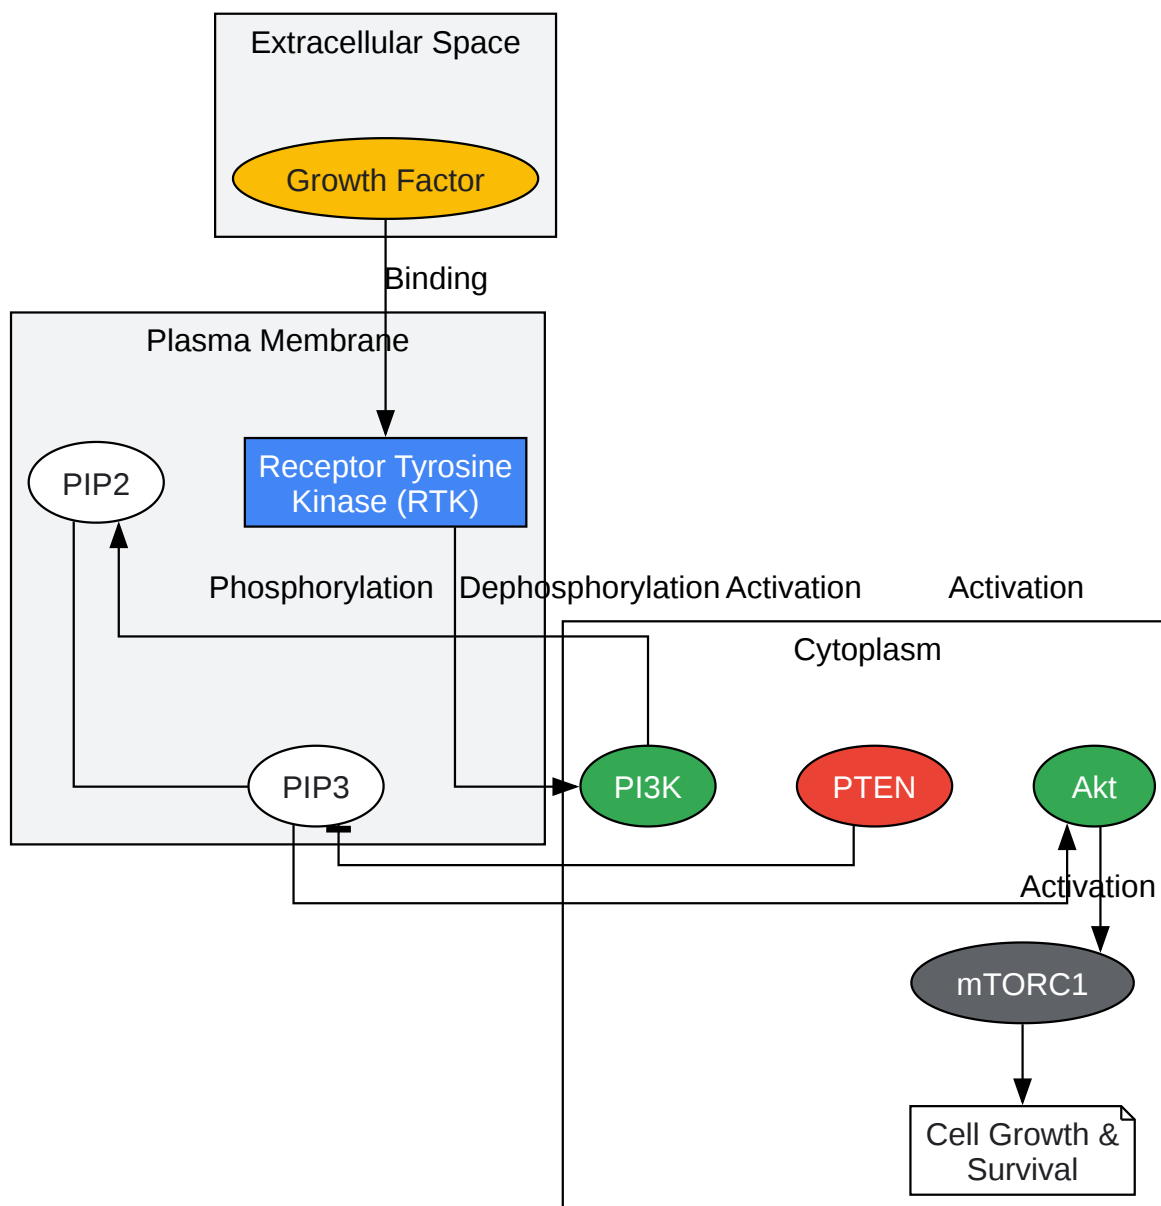 Extracellular Space
Growth Factor
Binding
Plasma Membrane
PIP2
Receptor Tyrosine
Kinase (RTK)
Phosphorylation
Dephosphorylation
Activation
Activation
Cytoplasm
PIP3
PI3K
PTEN
Akt
Activation
mTORC1
Cell Growth &
Survival